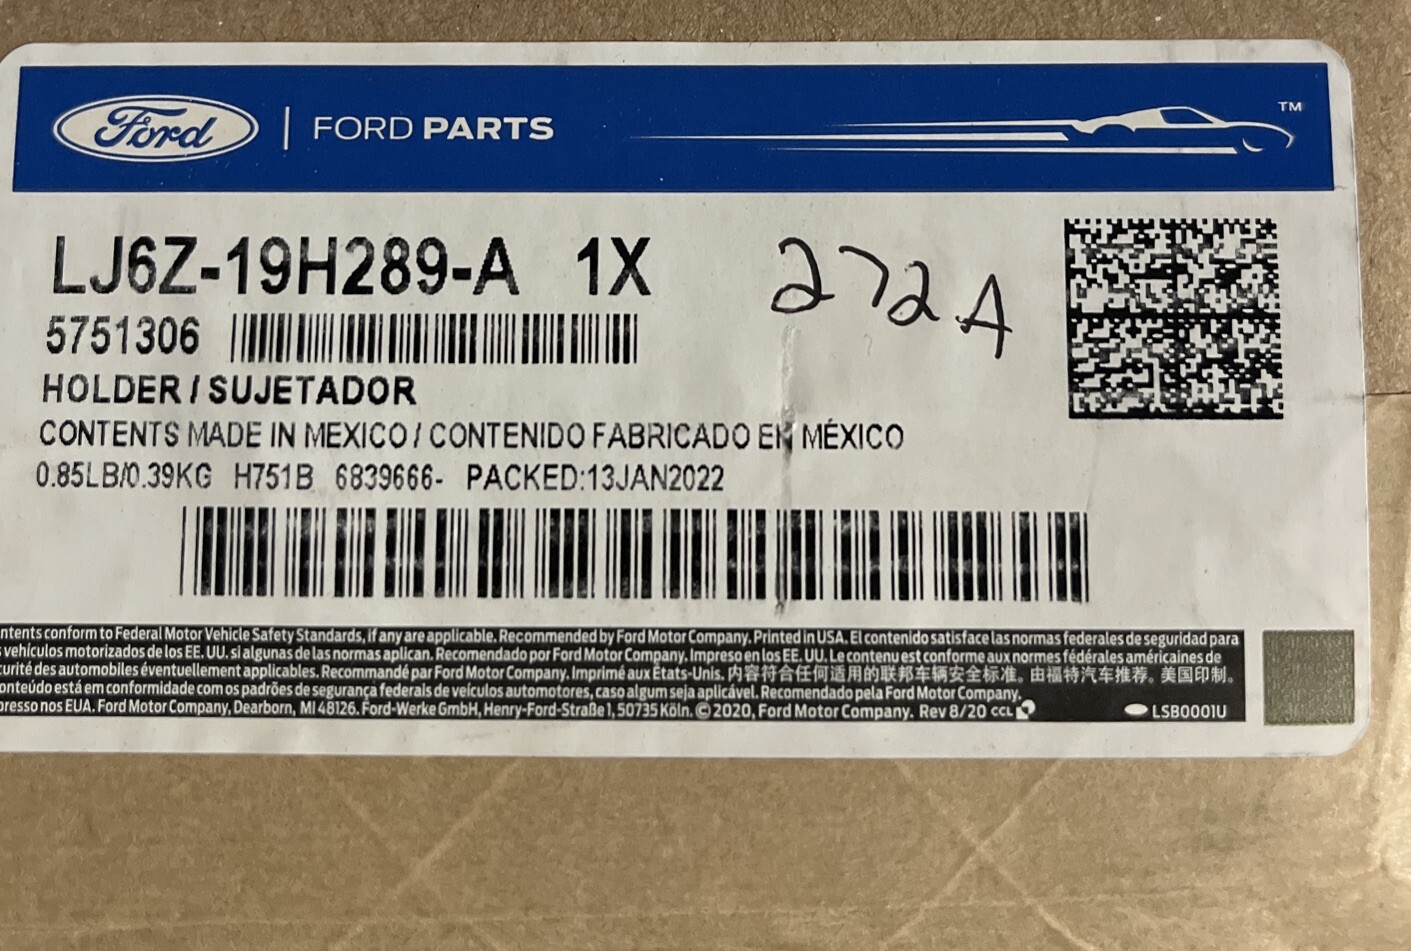 Ford | FORD PARTS TM
LJ6Z-19H289-A 1X
272A
5751306
HOLDER / SUJETADOR
CONTENTS MADE IN MEXICO / CONTENIDO FABRICADO EN MÉXICO
0.85LB/0.39KG H751B 6839666- PACKED:13JAN2022
conform to Federal Motor Vehicle Safety Standards, if any are applicable. Recommended by Ford Motor Company. Printed in USA. El contenido satisface las normas federales de seguridad para
vehículos motorizados de los EE. UU. si algunas de las normas aplican. Recomendado por Ford Motor Company. Impreso en los EE. UU. Le contenu est conforme aux normes fédérales américaines de
des automobiles éventuellement applicables. Recommandé par Ford Motor Company. Imprimé aux États-Unis. 内容符合任何适用的联邦车辆安全标准。由福特汽车推荐。美国印制。
está em conformidade com os padrões de segurança federais de veículos automotores, caso algum seja aplicável. Recomendado pela Ford Motor Company.
nos EUA. Ford Motor Company, Dearborn, MI 48126. Ford-Werke GmbH, Henry-Ford-Straße 1, 50735 Köln. © 2020, Ford Motor Company. Rev 8/20 CCL
LSB0001U